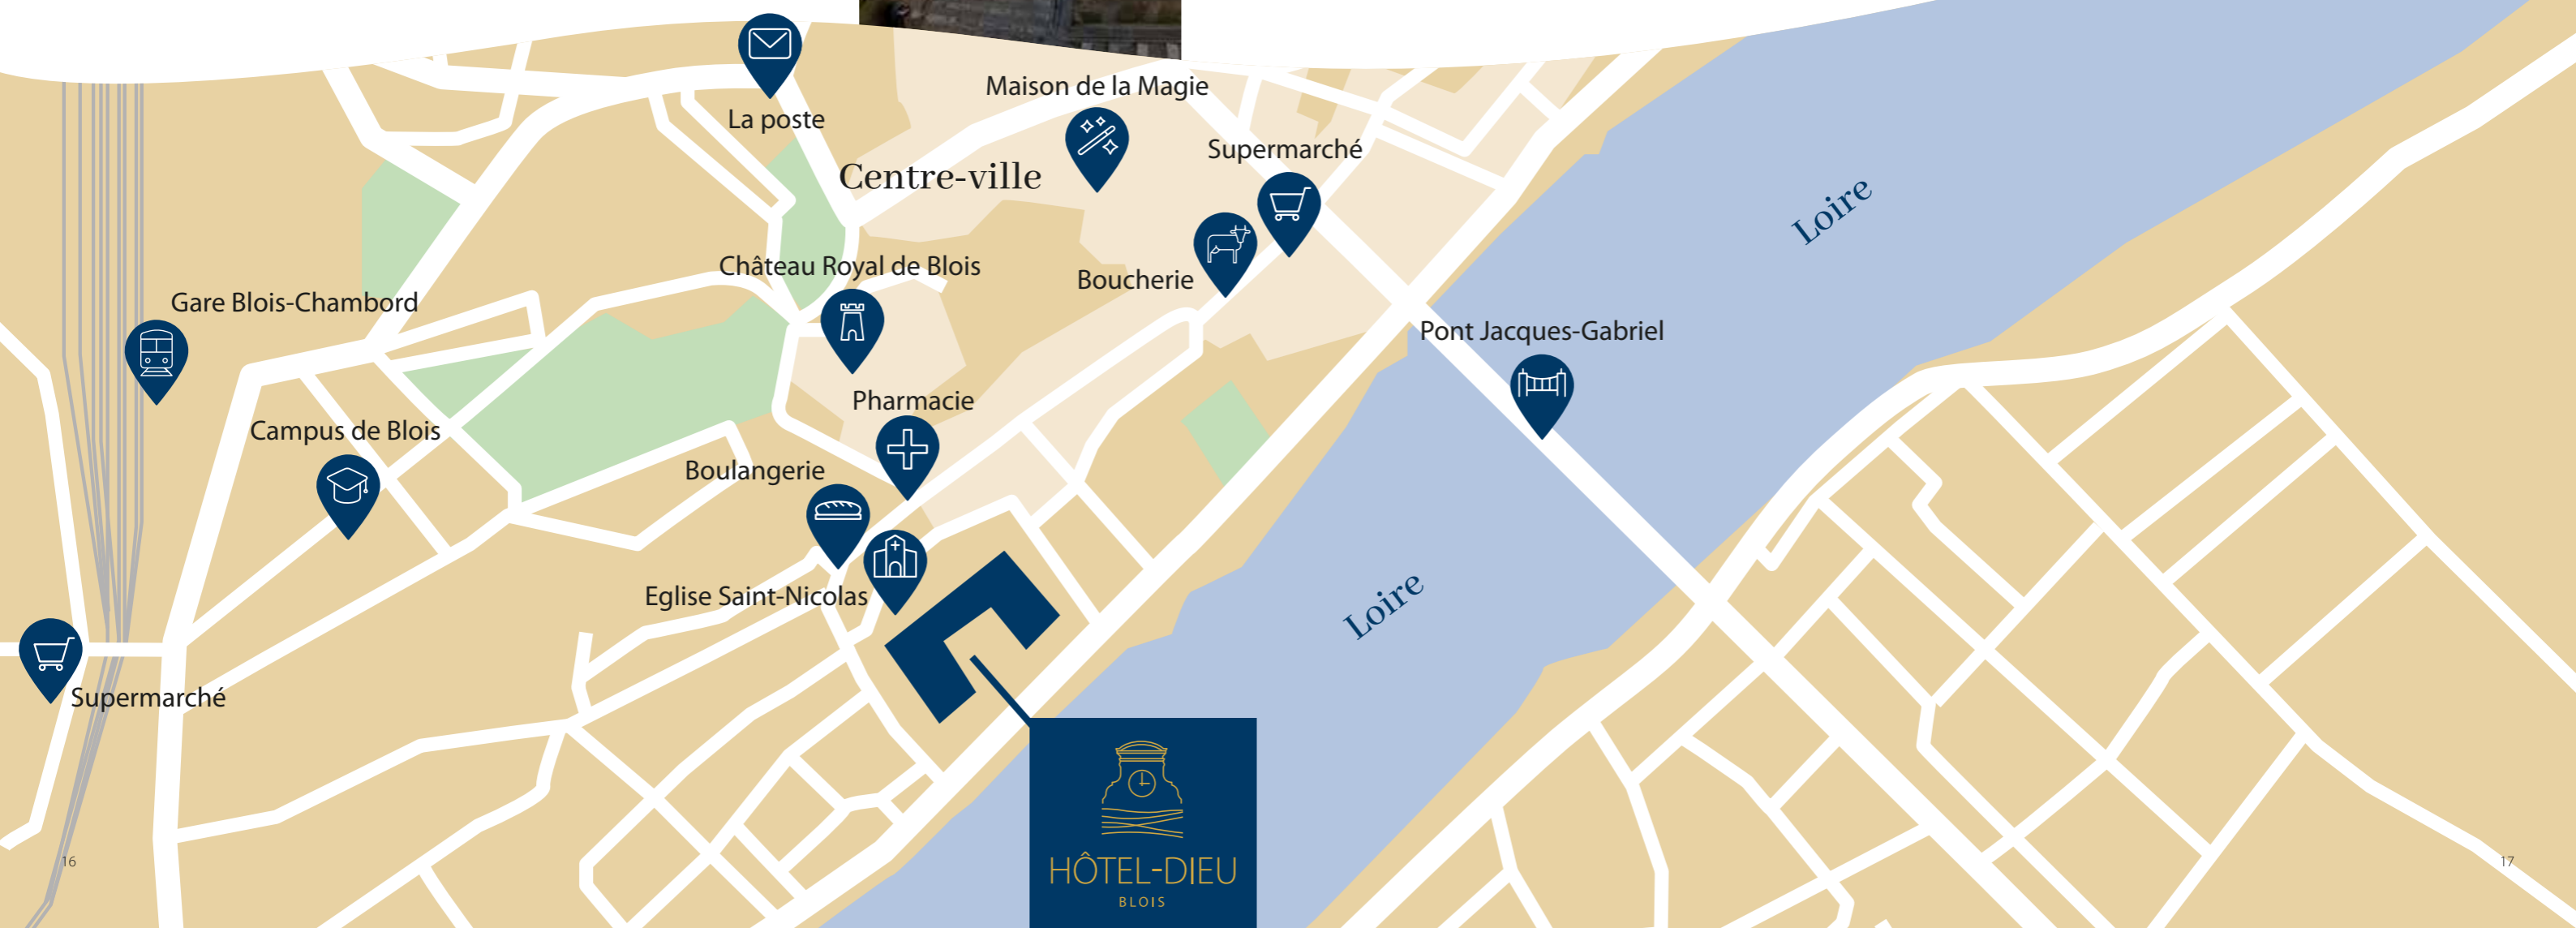 La poste
Maison de la Magie
Supermarché
Centre-ville
Loire
Château Royal de Blois
Boucherie
Gare Blois-Chambord
Pont Jacques-Gabriel
Pharmacie
Campus de Blois
Boulangerie
Eglise Saint-Nicolas
Loire
Supermarché
HÔTEL-DIEU
BLOIS
16
17